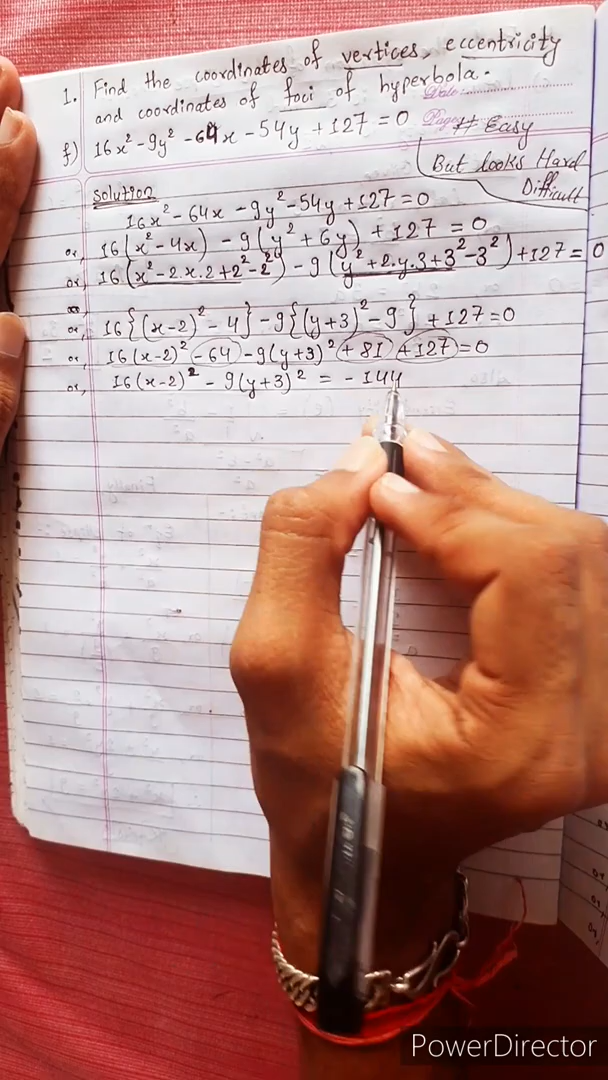 1. Find the coordinates of vertices, eccentricity
and coordinates of foci of hyperbola.
Date:
Page:
f) 16x² - 9y² - 64x - 54y + 127 = 0
# Easy
But looks Hard
Difficult
Solution
16x² - 64x - 9y² - 54y + 127 = 0
or, 16(x² - 4x) - 9(y² + 6y) + 127 = 0
or, 16(x² - 2x.2 + 2² - 2²) - 9(y² + 2.y.3 + 3² - 3²) + 127 = 0
or, 16{(x-2)² - 4} - 9{(y+3)² - 9} + 127 = 0
or, 16(x-2)² - 64 - 9(y+3)² + 81 + 127 = 0
or, 16(x-2)² - 9(y+3)² = - 144
PowerDirector